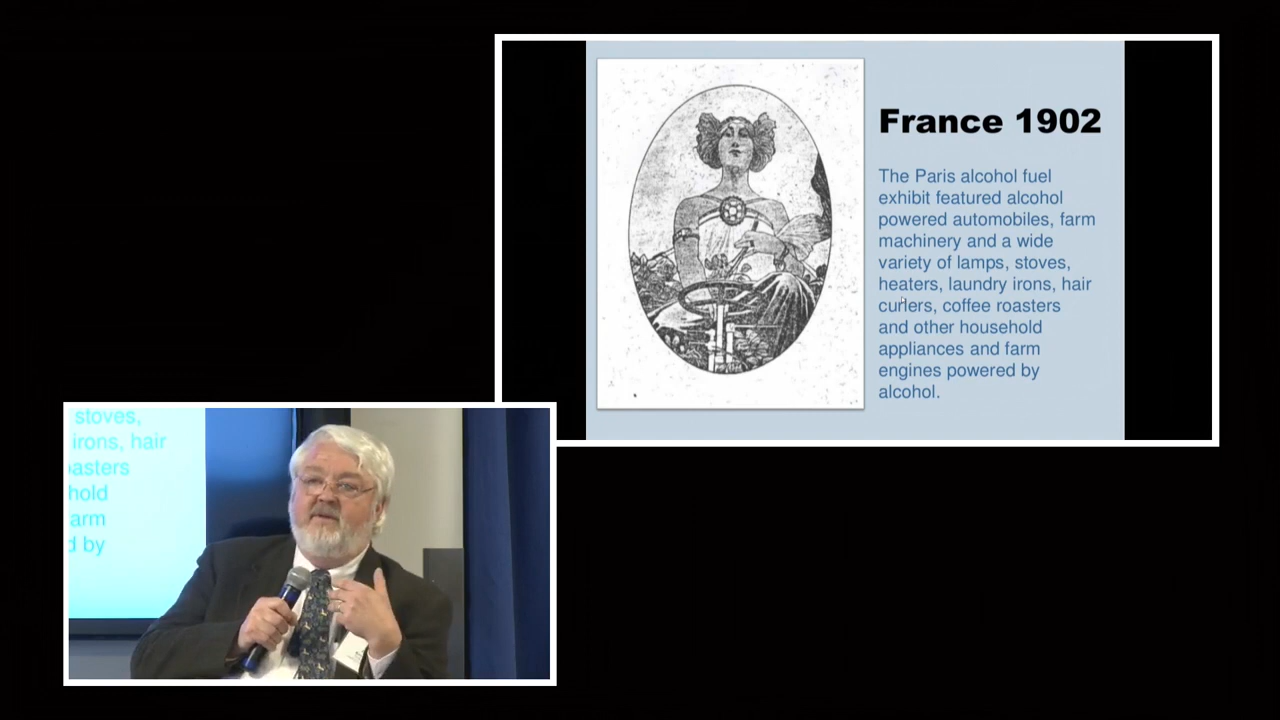 France 1902
The Paris alcohol fuel
exhibit featured alcohol
powered automobiles, farm
machinery and a wide
variety of lamps, stoves,
heaters, laundry irons, hair
curlers, coffee roasters
and other household
appliances and farm
engines powered by
alcohol.
stoves,
irons, hair
asters
hold
arm
d by